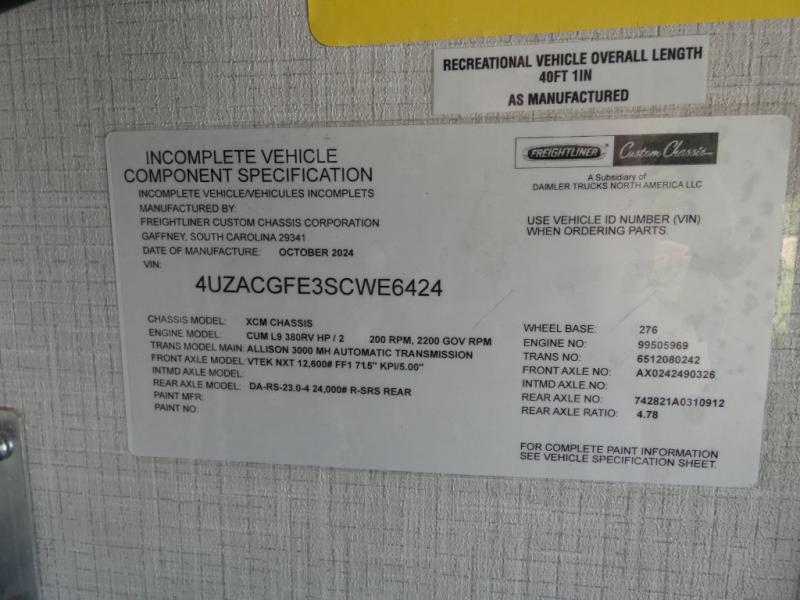 RECREATIONAL VEHICLE OVERALL LENGTH
40FT 1IN
AS MANUFACTURED
INCOMPLETE VEHICLE
COMPONENT SPECIFICATION
INCOMPLETE VEHICLE/VEHICULES INCOMPLETS
MANUFACTURED BY:
FREIGHTLINER CUSTOM CHASSIS CORPORATION
GAFFNEY, SOUTH CAROLINA 29341
DATE OF MANUFACTURE: OCTOBER 2024
VIN:
4UZACGFE3SCWE6424
FREIGHTLINER Custom Chassis
A Subsidiary of
DAIMLER TRUCKS NORTH AMERICA LLC
USE VEHICLE ID NUMBER (VIN)
WHEN ORDERING PARTS.
CHASSIS MODEL: XCM CHASSIS
ENGINE MODEL: CUM L9 380RV HP / 2 200 RPM, 2200 GOV RPM
TRANS MODEL MAIN: ALLISON 3000 MH AUTOMATIC TRANSMISSION
FRONT AXLE MODEL: VTEK NXT 12,600# FF1 71.5" KPI/5.00"
INTMD AXLE MODEL:
REAR AXLE MODEL: DA-RS-23.0-4 24,000# R-SRS REAR
PAINT MFR:
PAINT NO:
WHEEL BASE: 276
ENGINE NO: 99505969
TRANS NO: 6512080242
FRONT AXLE NO: AX0242490326
INTMD AXLE NO:
REAR AXLE NO: 742821A0310912
REAR AXLE RATIO: 4.78
FOR COMPLETE PAINT INFORMATION
SEE VEHICLE SPECIFICATION SHEET.